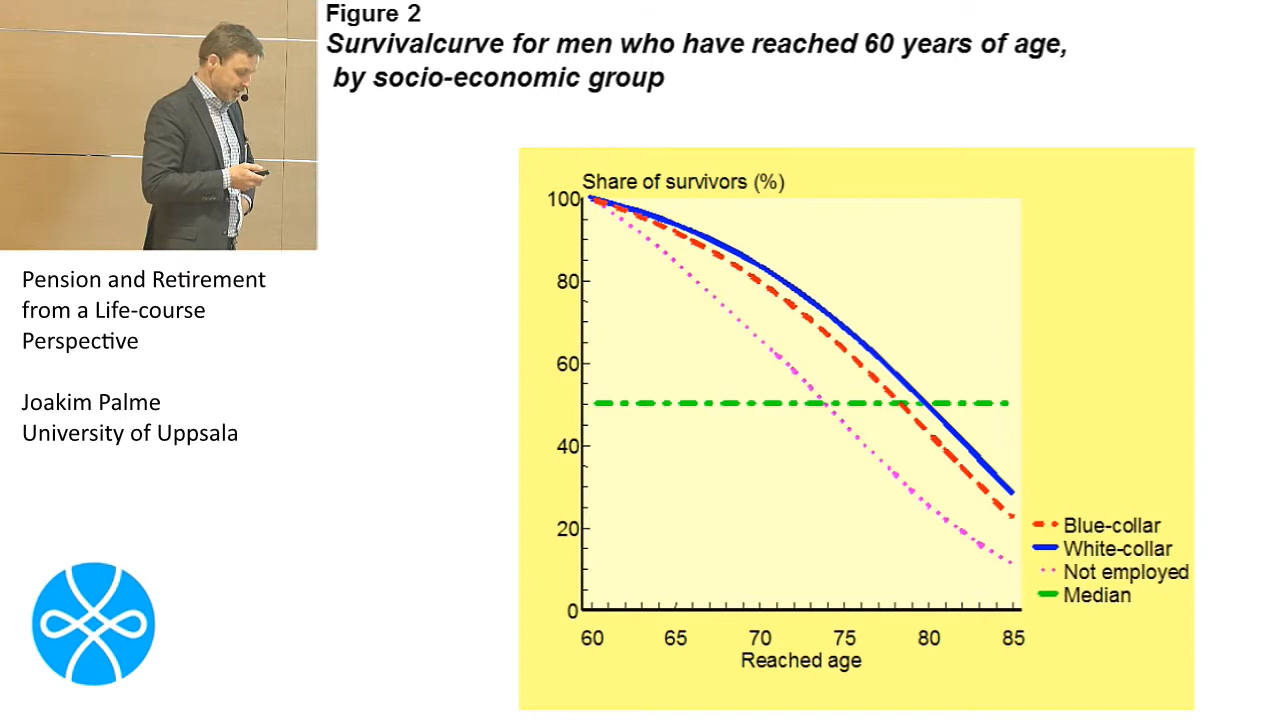 Figure 2
Survivalcurve for men who have reached 60 years of age,
by socio-economic group
Pension and Retirement
from a Life-course
Perspective
Joakim Palme
University of Uppsala
Share of survivors (%)
100
80
60
40
20
0
60 65 70 75 80 85
Reached age
Blue-collar
White-collar
Not employed
Median